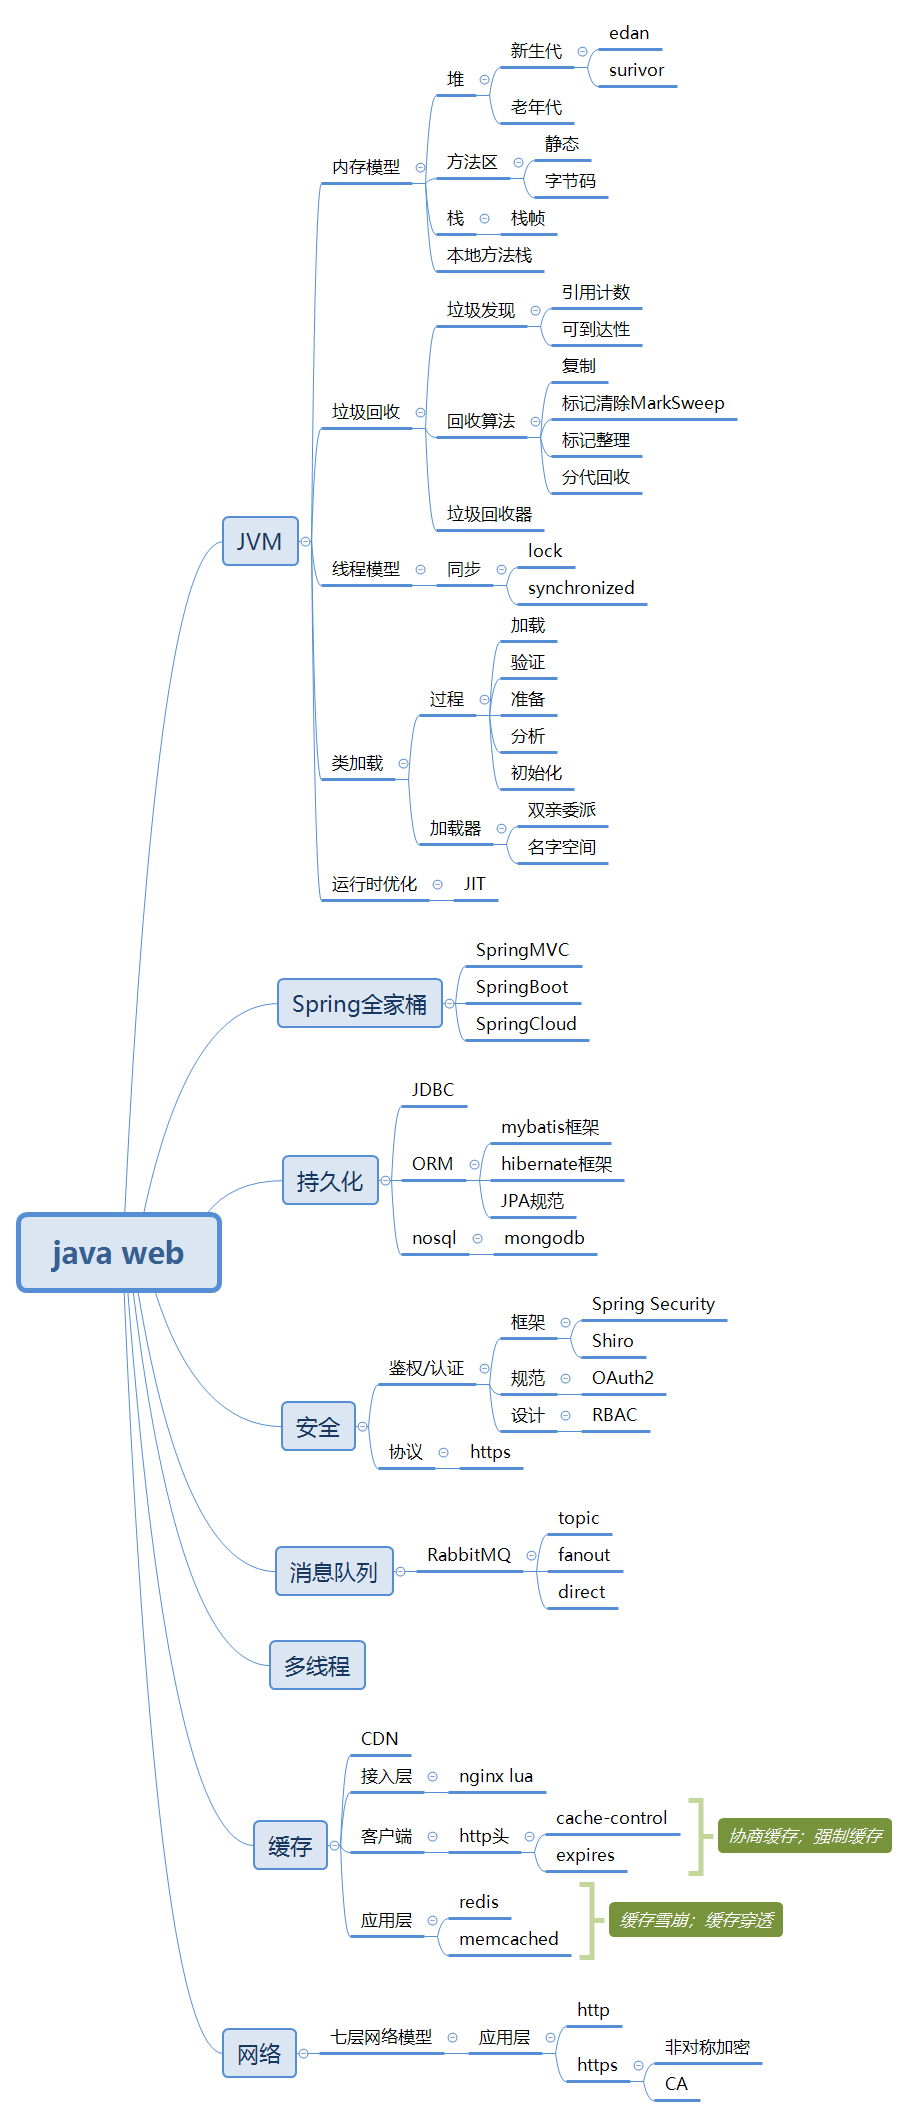 java web
JVM
内存模型
堆
新生代
edan
surivor
老年代
方法区
静态
字节码
栈
栈帧
本地方法栈
垃圾回收
垃圾发现
引用计数
可到达性
回收算法
复制
标记清除MarkSweep
标记整理
分代回收
垃圾回收器
线程模型
同步
lock
synchronized
类加载
过程
加载
验证
准备
分析
初始化
加载器
双亲委派
名字空间
运行时优化
JIT
Spring全家桶
SpringMVC
SpringBoot
SpringCloud
持久化
JDBC
ORM
mybatis框架
hibernate框架
JPA规范
nosql
mongodb
安全
鉴权/认证
框架
Spring Security
Shiro
规范
OAuth2
设计
RBAC
协议
https
消息队列
RabbitMQ
topic
fanout
direct
多线程
缓存
CDN
接入层
nginx lua
客户端
http头
cache-control
expires
协商缓存；强制缓存
应用层
redis
memcached
缓存雪崩；缓存穿透
网络
七层网络模型
应用层
http
https
非对称加密
CA